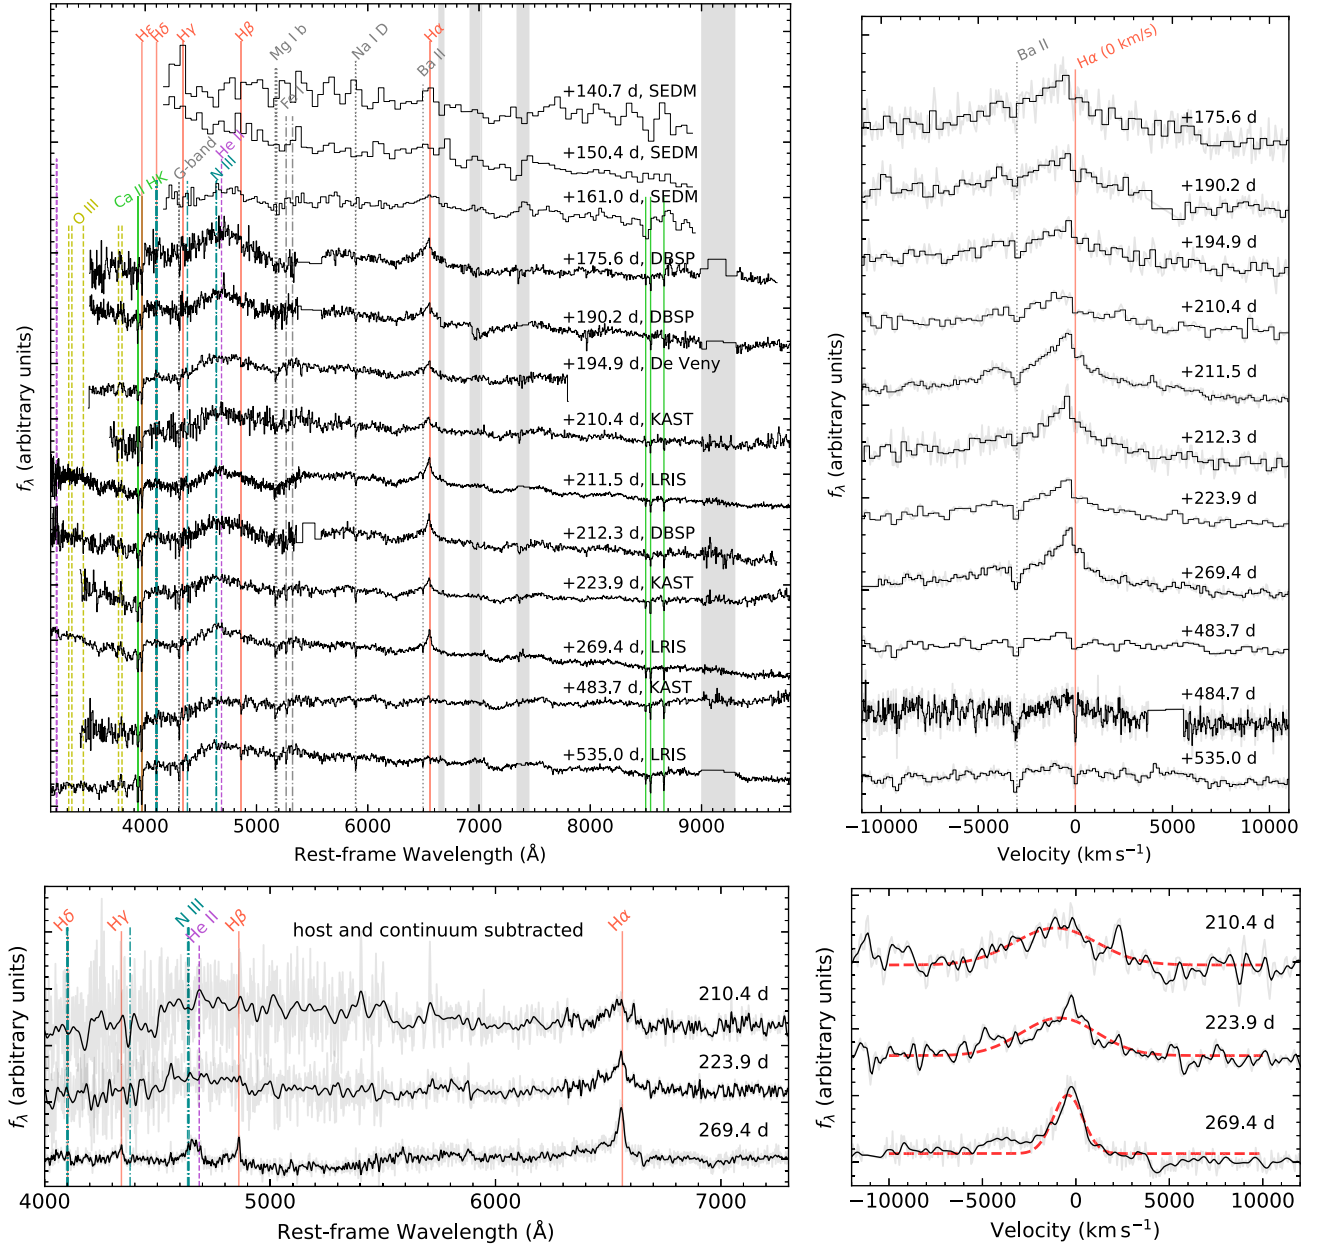 Hε
Hδ
Hγ
Hβ
Mg I b
Fe I
Na I D
Ba II
Hα
O III
Ca II HK
G-band
N III
He II
+140.7 d, SEDM
+150.4 d, SEDM
+161.0 d, SEDM
+175.6 d, DBSP
+190.2 d, DBSP
+194.9 d, De Veny
+210.4 d, KAST
+211.5 d, LRIS
+212.3 d, DBSP
+223.9 d, KAST
+269.4 d, LRIS
+483.7 d, KAST
+535.0 d, LRIS
fλ (arbitrary units)
4000 5000 6000 7000 8000 9000
Rest-frame Wavelength (Å)
Ba II
Hα (0 km/s)
+175.6 d
+190.2 d
+194.9 d
+210.4 d
+211.5 d
+212.3 d
+223.9 d
+269.4 d
+483.7 d
+484.7 d
+535.0 d
fλ (arbitrary units)
−10000 −5000 0 5000 10000
Velocity (km s⁻¹)
Hδ
Hγ
N III
He II
Hβ
host and continuum subtracted
Hα
210.4 d
223.9 d
269.4 d
fλ (arbitrary units)
4000 5000 6000 7000
Rest-frame Wavelength (Å)
210.4 d
223.9 d
269.4 d
fλ (arbitrary units)
−10000 −5000 0 5000 10000
Velocity (km s⁻¹)